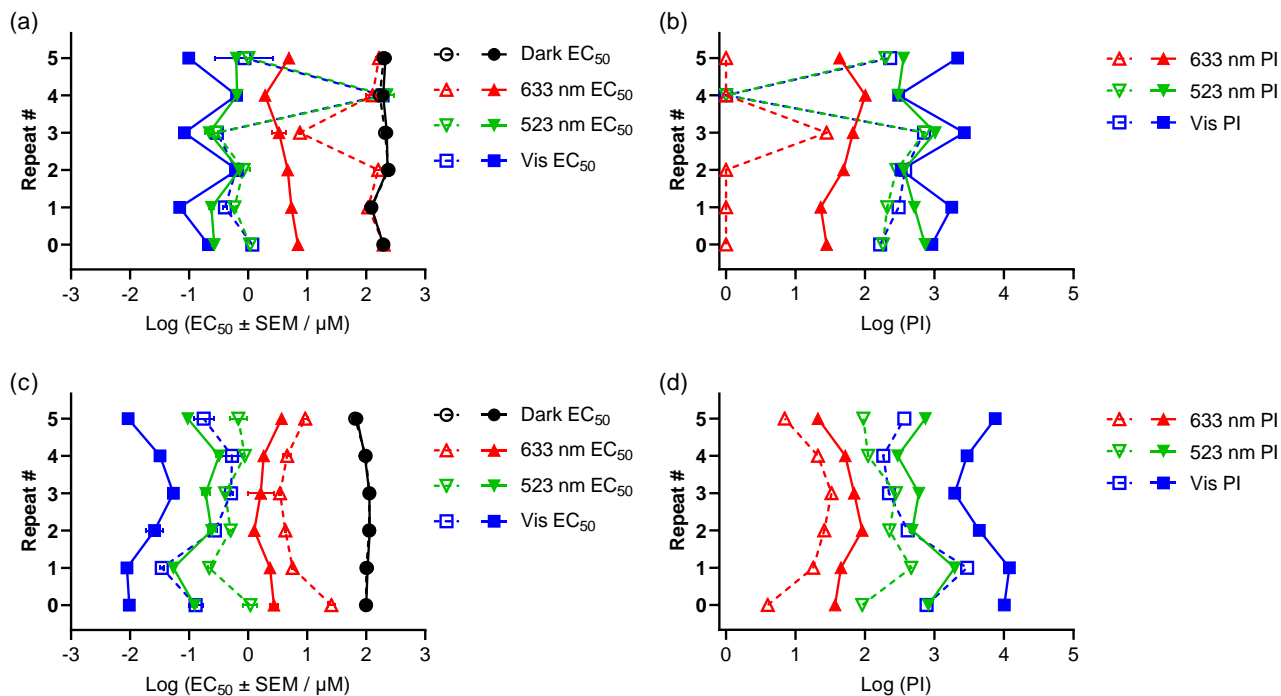 (a)
Repeat #
5
4
3
2
1
0
-3
-2
-1
0
1
2
3
Log (EC50 ± SEM / µM)
Dark EC50
633 nm EC50
523 nm EC50
Vis EC50
(b)
Repeat #
5
4
3
2
1
0
0
1
2
3
4
5
Log (PI)
633 nm PI
523 nm PI
Vis PI
(c)
Repeat #
5
4
3
2
1
0
-3
-2
-1
0
1
2
3
Log (EC50 ± SEM / µM)
Dark EC50
633 nm EC50
523 nm EC50
Vis EC50
(d)
Repeat #
5
4
3
2
1
0
0
1
2
3
4
5
Log (PI)
633 nm PI
523 nm PI
Vis PI